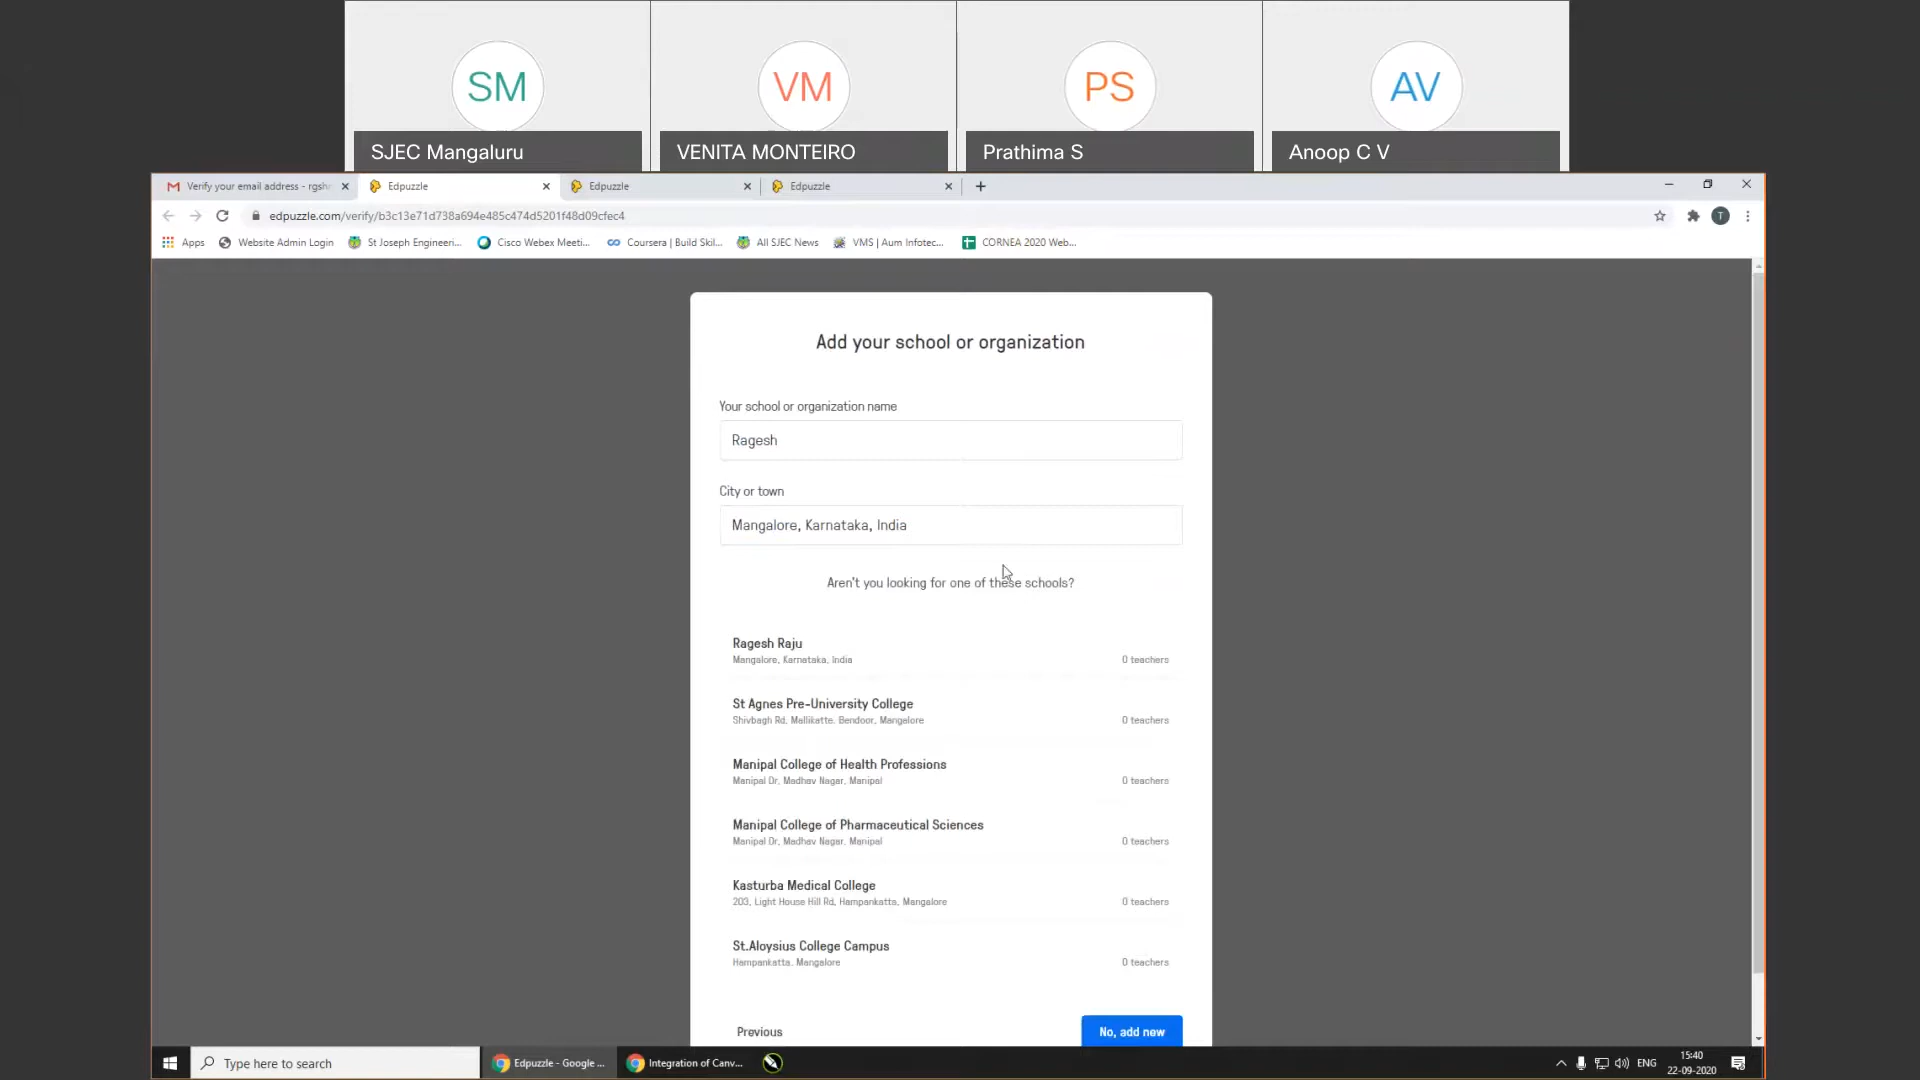 SM
VM
PS
AV
SJEC Mangaluru
VENITA MONTEIRO
Prathima S
Anoop C V
Verify your email address - rgsh
Edpuzzle
Edpuzzle
Edpuzzle
edpuzzle.com/verify/b3c13e71d738a694e485c474d5201f48d09cfec4
T
Apps
Website Admin Login
St Joseph Engineeri...
Cisco Webex Meeti...
Coursera | Build Skil...
All SJEC News
VMS | Aum Infotec...
CORNEA 2020 Web...
Add your school or organization
Your school or organization name
Ragesh
City or town
Mangalore, Karnataka, India
Aren't you looking for one of these schools?
Ragesh Raju
Mangalore, Karnataka, India
0 teachers
St Agnes Pre-University College
Shivbagh Rd, Mallikatte, Bendoor, Mangalore
0 teachers
Manipal College of Health Professions
Manipal Dr, Madhav Nagar, Manipal
0 teachers
Manipal College of Pharmaceutical Sciences
Manipal Dr, Madhav Nagar, Manipal
0 teachers
Kasturba Medical College
203, Light House Hill Rd, Hampankatta, Mangalore
0 teachers
St.Aloysius College Campus
Hampankatta, Mangalore
0 teachers
Previous
No, add new
Type here to search
Edpuzzle - Google ...
Integration of Canv...
ENG
15:40
22-09-2020